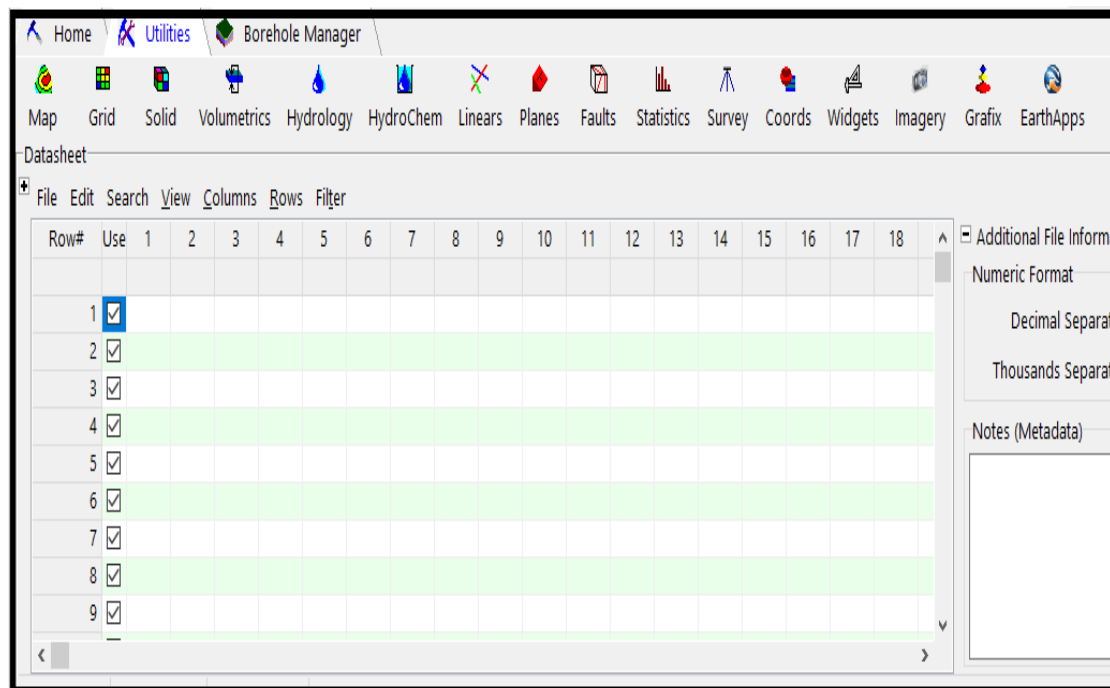 Home Utilities Borehole Manager
Map Grid Solid Volumetrics Hydrology HydroChem Linears Planes Faults Statistics Survey Coords Widgets Imagery Grafix EarthApps
Datasheet
File Edit Search View Columns Rows Filter
Row# Use 1 2 3 4 5 6 7 8 9 10 11 12 13 14 15 16 17 18 Additional File Inform
Numeric Format
1
Decimal Separat
2
Thousands Separat
3
4
Notes (Metadata)
5
6
7
8
9